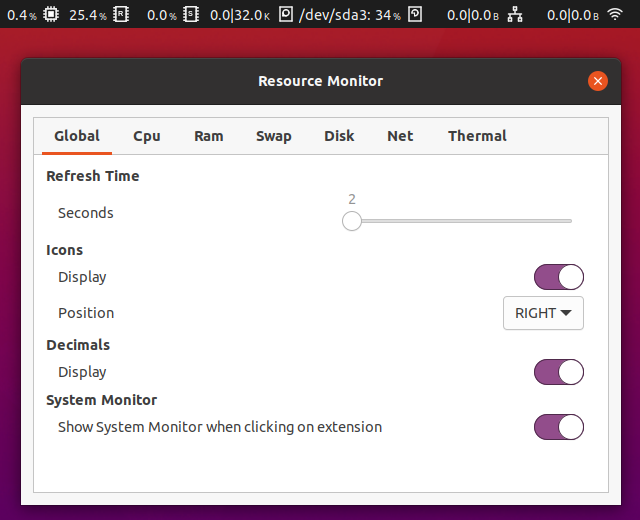 0.4% 25.4% R 0.0% S 0.0|32.0K /dev/sda3: 34% 0.0|0.0B 0.0|0.0B
Resource Monitor
Global Cpu Ram Swap Disk Net Thermal
Refresh Time
2
Seconds
Icons
Display
Position RIGHT
Decimals
Display
System Monitor
Show System Monitor when clicking on extension